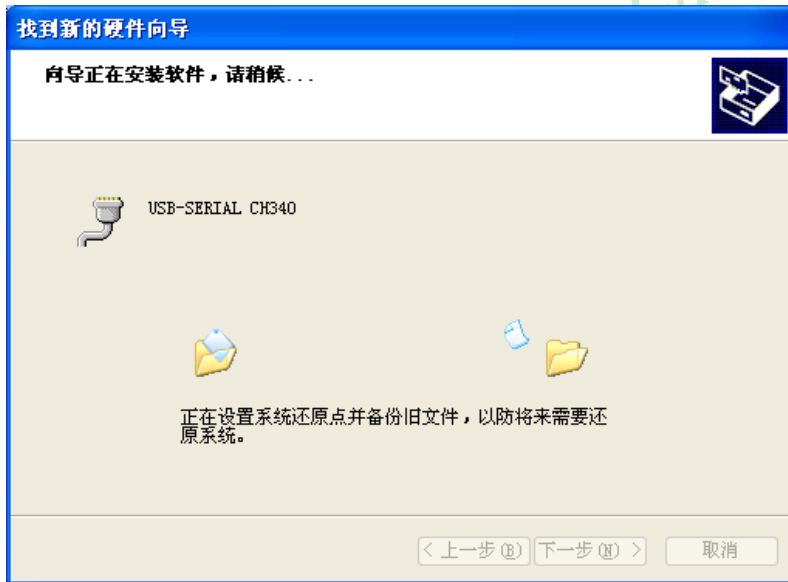 找到新的硬件向导
向导正在安装软件，请稍候...
USB-SERIAL CH340
正在设置系统还原点并备份旧文件，以防将来需要还
原系统。
< 上一步(B) 下一步(N) > 取消